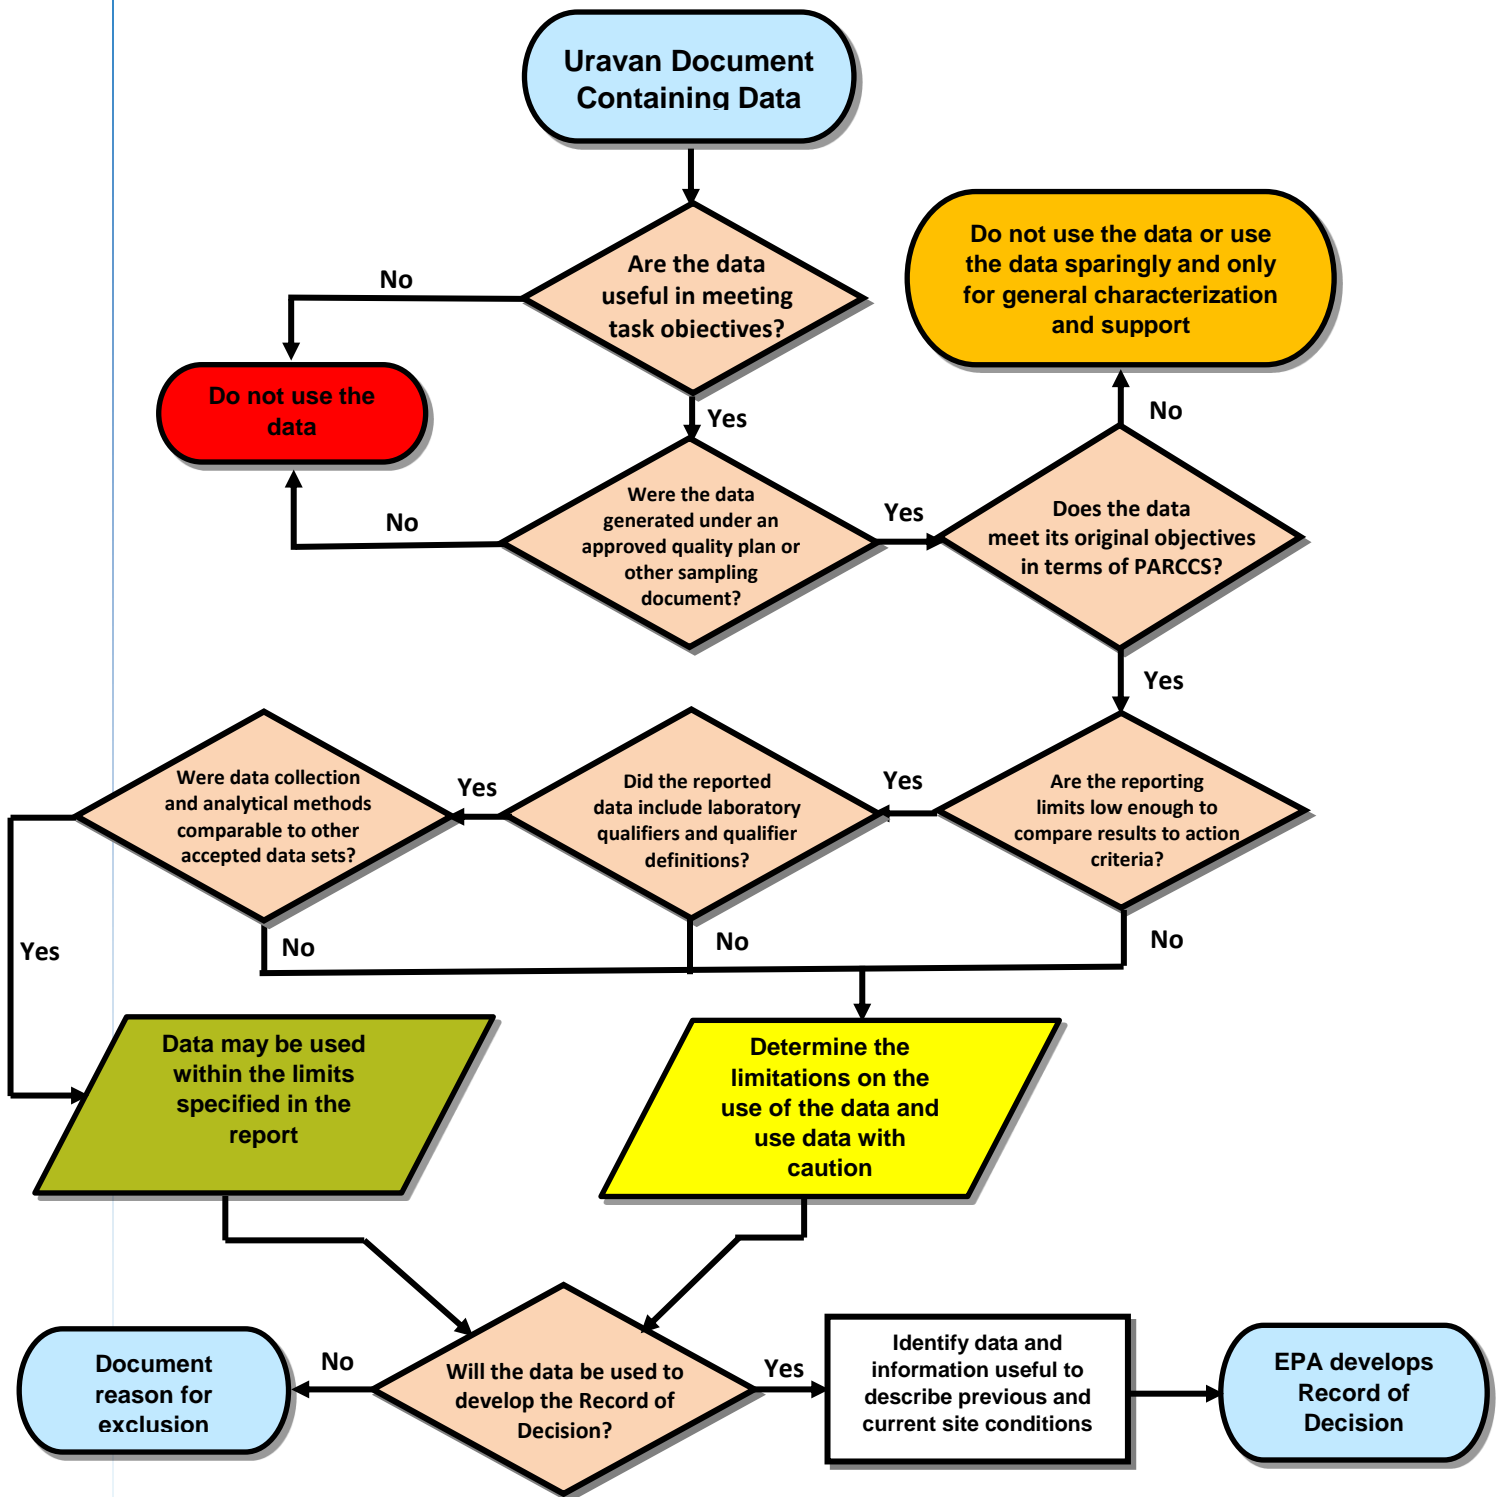 Uravan Document
Containing Data
Are the data
useful in meeting
task objectives?
No
Do not use the
data
Yes
Do not use the data or use
the data sparingly and only
for general characterization
and support
No
Were the data
generated under an
approved quality plan or
other sampling
document?
No
Yes
Does the data
meet its original objectives
in terms of PARCCS?
Yes
Are the reporting
limits low enough to
compare results to action
criteria?
Yes
Did the reported
data include laboratory
qualifiers and qualifier
definitions?
Yes
Were data collection
and analytical methods
comparable to other
accepted data sets?
Yes
No
No
No
Data may be used
within the limits
specified in the
report
Determine the
limitations on the
use of the data and
use data with
caution
Will the data be used to
develop the Record of
Decision?
No
Document
reason for
exclusion
Yes
Identify data and
information useful to
describe previous and
current site conditions
EPA develops
Record of
Decision